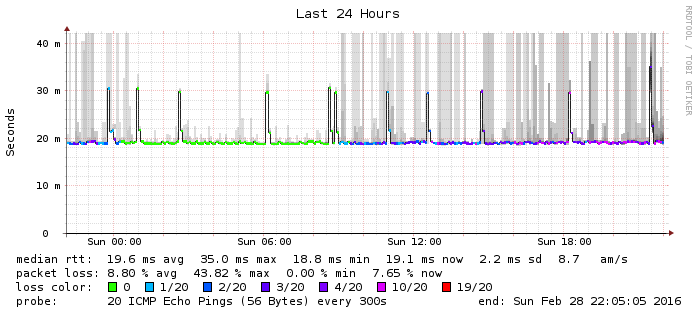 Last 24 Hours
RRDTOOL / TOBI OETIKER
Seconds
40 m
30 m
20 m
10 m
0
Sun 00:00 Sun 06:00 Sun 12:00 Sun 18:00
median rtt: 19.6 ms avg 35.0 ms max 18.8 ms min 19.1 ms now 2.2 ms sd 8.7 am/s
packet loss: 8.80 % avg 43.82 % max 0.00 % min 7.65 % now
loss color: 0 1/20 2/20 3/20 4/20 10/20 19/20
probe: 20 ICMP Echo Pings (56 Bytes) every 300s end: Sun Feb 28 22:05:05 2016